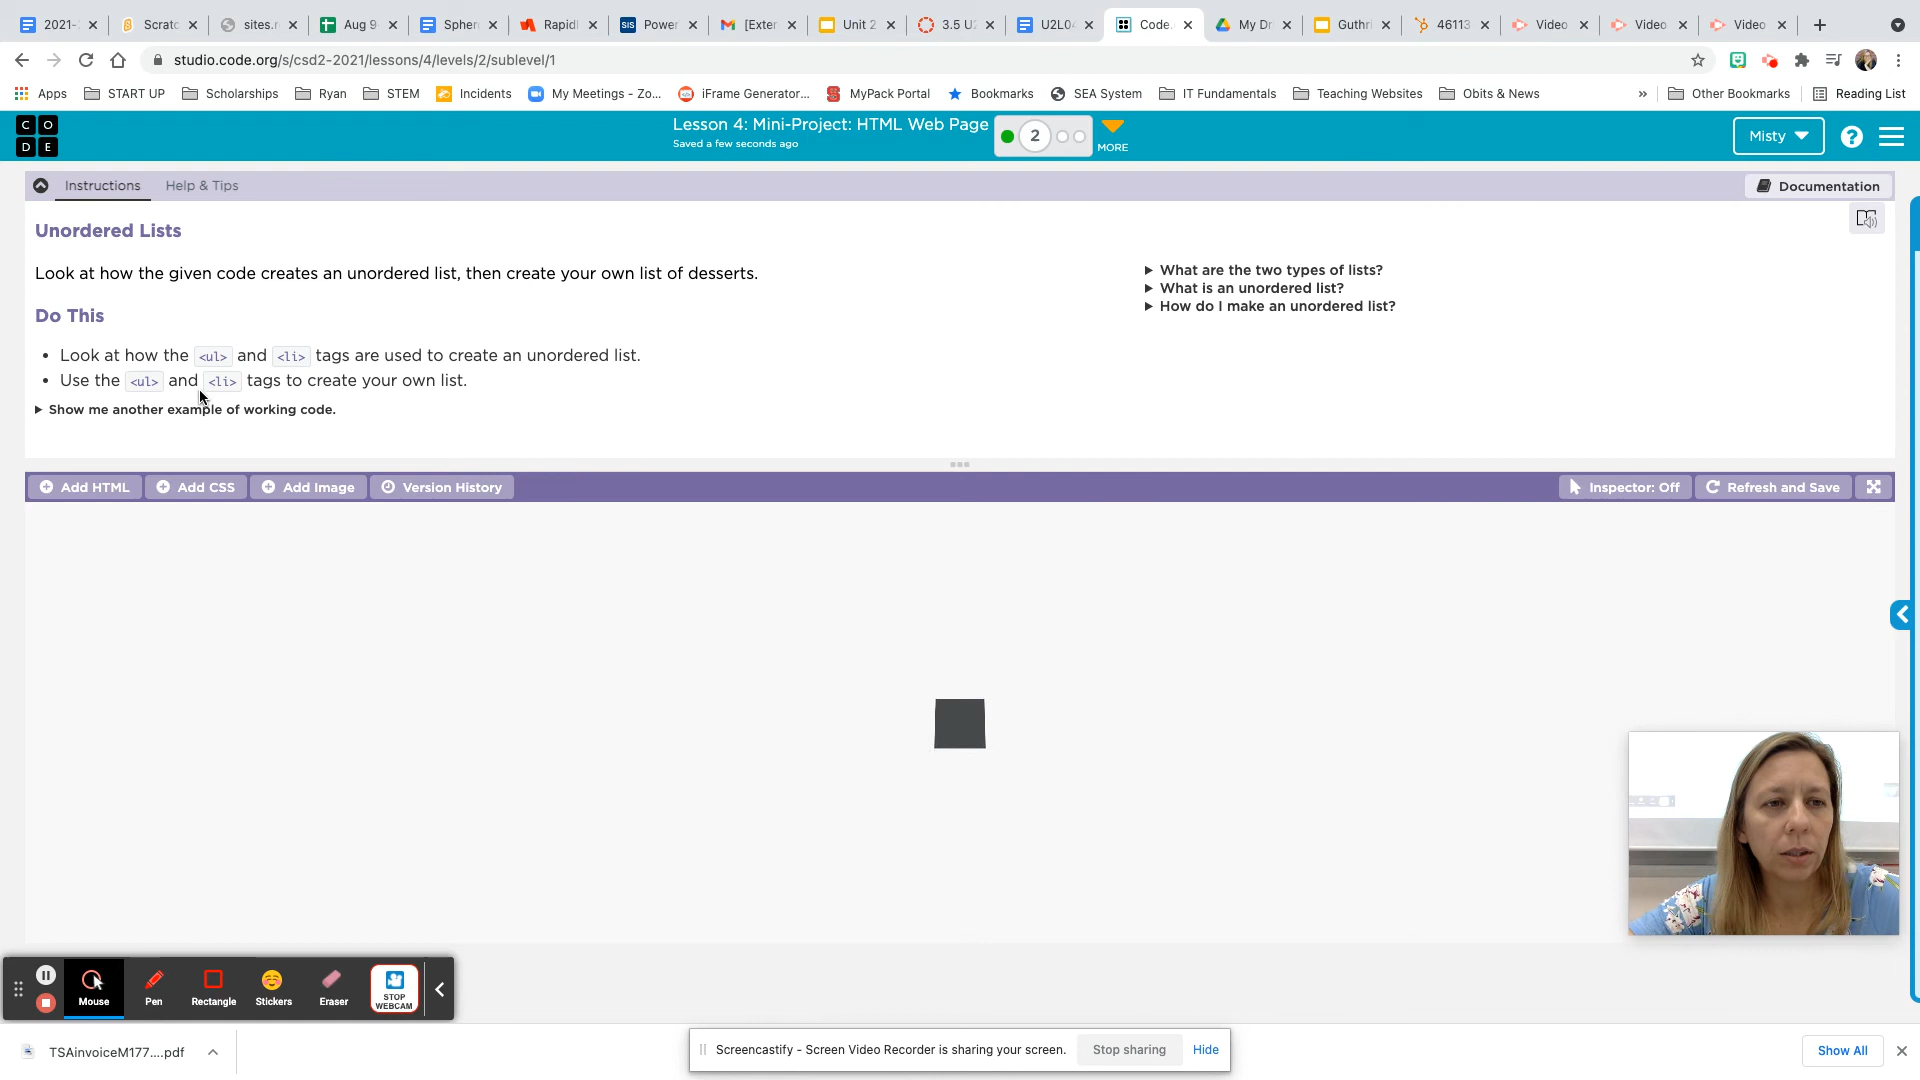 2021- Scratc sites.r Aug 9- Spher Rapidl SIS Power [Exter Unit 2 3.5 U2 U2L04 Code. My Dr Guthri 46113 Video Video Video
studio.code.org/s/csd2-2021/lessons/4/levels/2/sublevel/1
Apps START UP Scholarships Ryan STEM Incidents My Meetings - Zo... iFrame Generator... MyPack Portal Bookmarks SEA System IT Fundamentals Teaching Websites Obits & News » Other Bookmarks Reading List
C O
D E
Lesson 4: Mini-Project: HTML Web Page
Saved a few seconds ago
2
MORE
Misty
?
Instructions Help & Tips Documentation
Unordered Lists
Look at how the given code creates an unordered list, then create your own list of desserts.
What are the two types of lists?
What is an unordered list?
How do I make an unordered list?
Do This
• Look at how the <ul> and <li> tags are used to create an unordered list.
• Use the <ul> and <li> tags to create your own list.
Show me another example of working code.
Add HTML Add CSS Add Image Version History Inspector: Off Refresh and Save
Mouse Pen Rectangle Stickers Eraser STOP WEBCAM
TSAinvoiceM177....pdf
Screencastify - Screen Video Recorder is sharing your screen. Stop sharing Hide
Show All